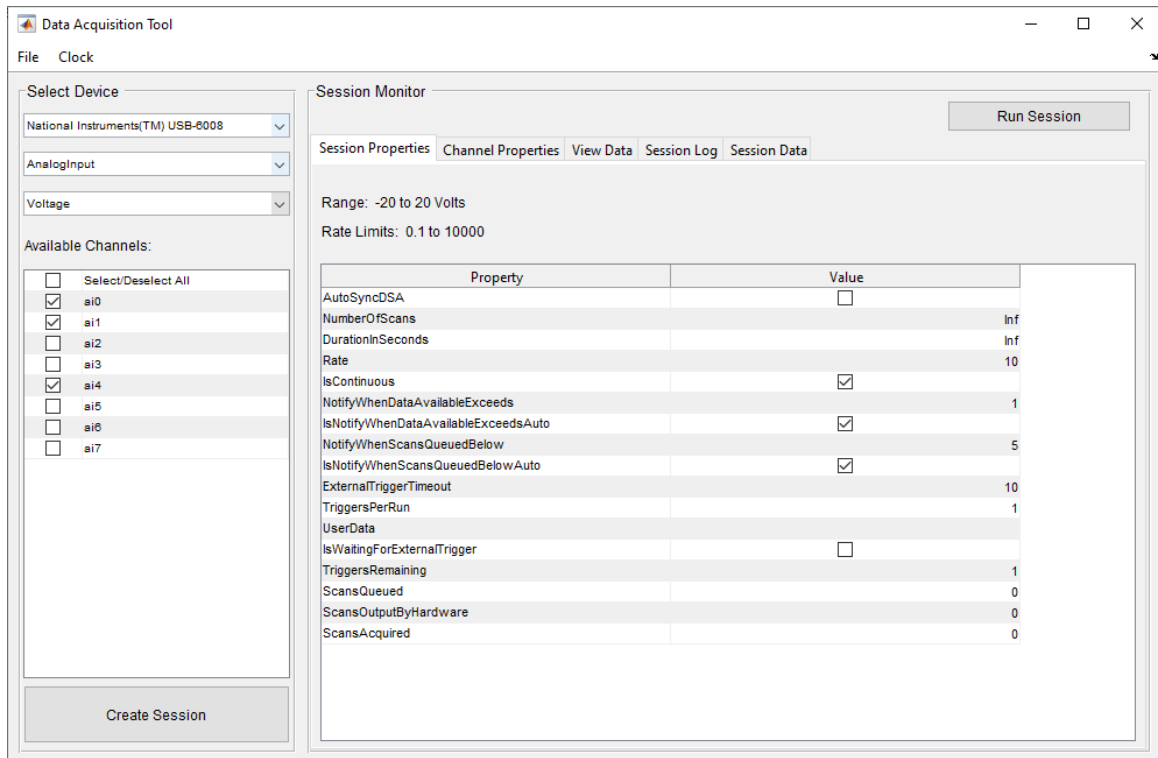 Data Acquisition Tool
File Clock
Select Device
National Instruments(TM) USB-6008
AnalogInput
Voltage
Available Channels:
Select/Deselect All
ai0
ai1
ai2
ai3
ai4
ai5
ai6
ai7
Create Session
Session Monitor
Run Session
Session Properties Channel Properties View Data Session Log Session Data
Range: -20 to 20 Volts
Rate Limits: 0.1 to 10000
Property Value
AutoSyncDSA
NumberOfScans Inf
DurationInSeconds Inf
Rate 10
IsContinuous
NotifyWhenDataAvailableExceeds 1
IsNotifyWhenDataAvailableExceedsAuto
NotifyWhenScansQueuedBelow 5
IsNotifyWhenScansQueuedBelowAuto
ExternalTriggerTimeout 10
TriggersPerRun 1
UserData
IsWaitingForExternalTrigger
TriggersRemaining 1
ScansQueued 0
ScansOutputByHardware 0
ScansAcquired 0